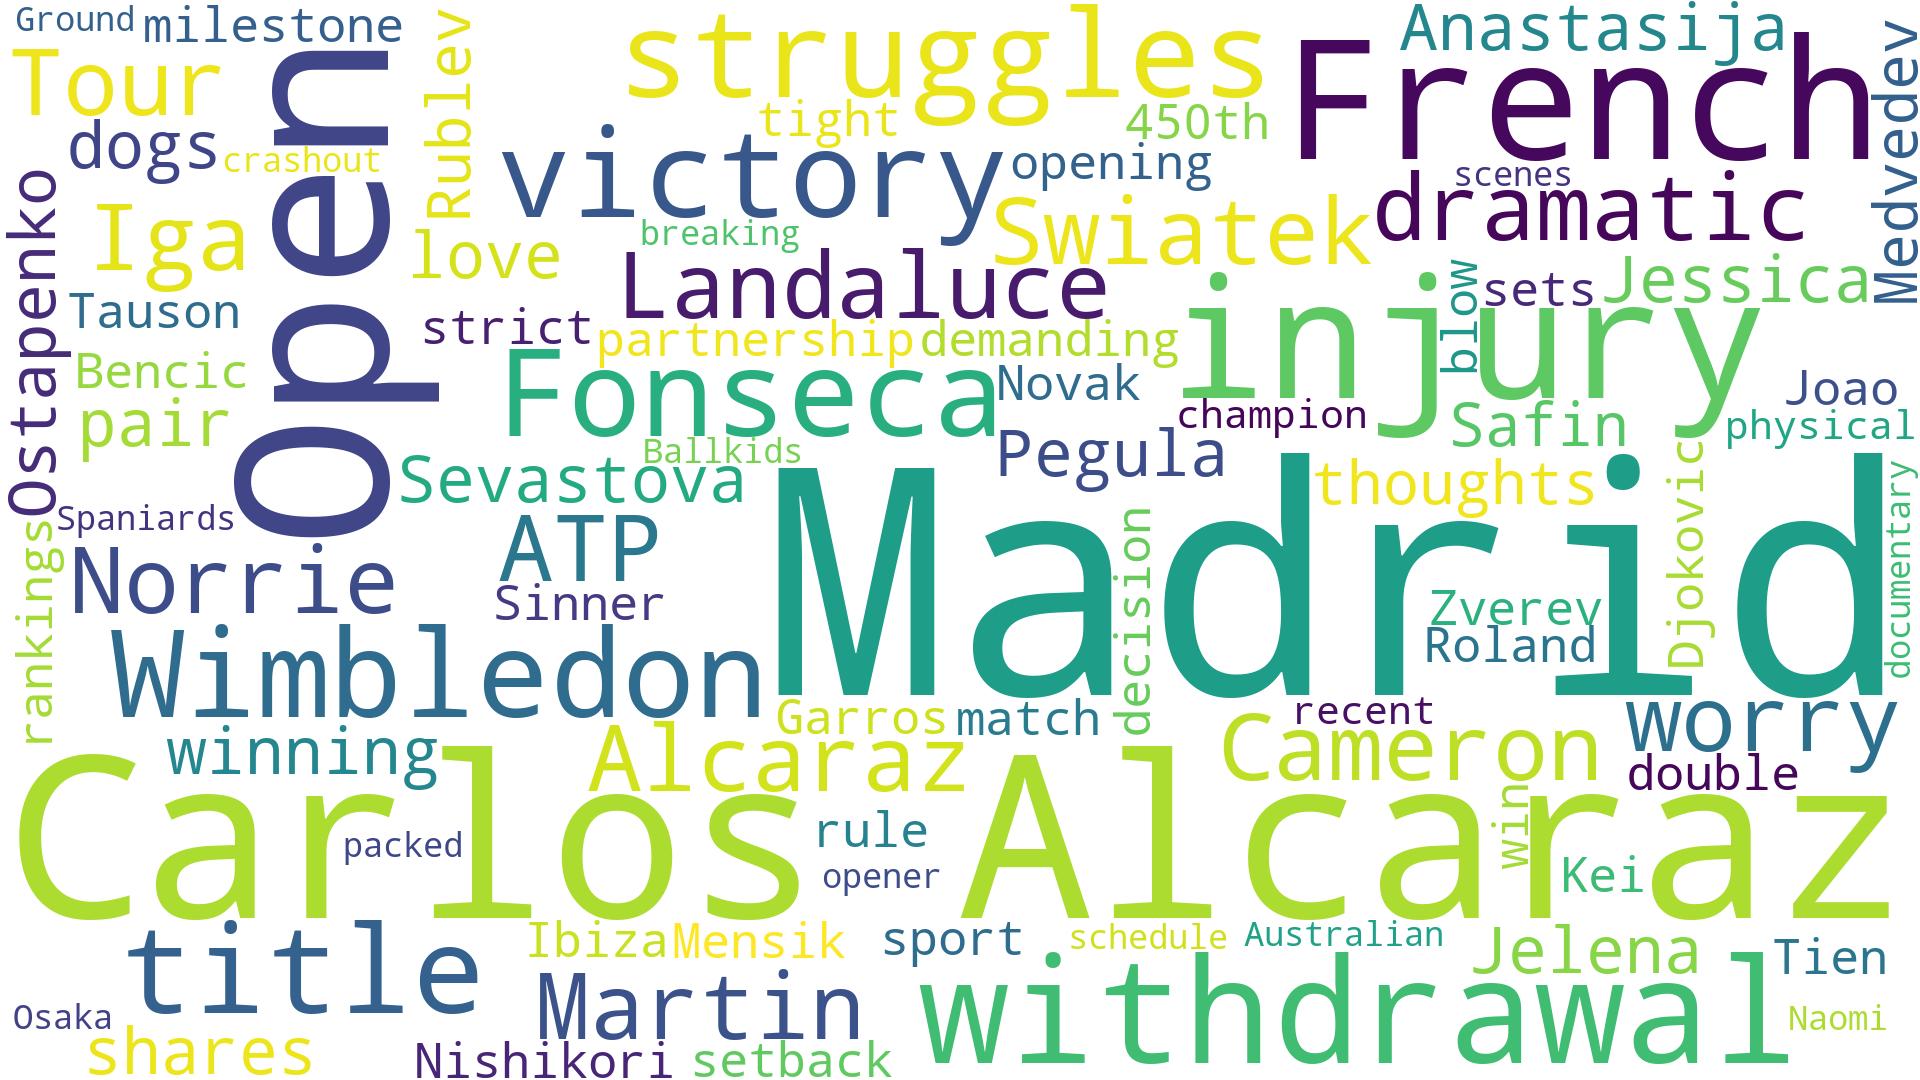 Ground
milestone
struggles
French
Anastasija
Medvedev
Tour
Open
Rublev
tight
450th
dogs
crashout
victory
opening
scenes
dramatic
Ostapenko
Iga
love
breaking
Swiatek
Landaluce
injury
blow
sets
Jessica
Tauson
strict
partnership
demanding
Bencic
pair
Fonseca
Novak
champion
Joao
Safin
physical
Ballkids
Pegula
Sevastova
Madrid
thoughts
Djokovic
documentary
Spaniards
rankings
Norrie
ATP
Sinner
decision
Zverev
Roland
Wimbledon
Garros
match
recent
worry
winning
Alcaraz
Cameron
double
Carlos Alcaraz
packed
rule
opener
win
Kei
title
Ibiza
Mensik
sport
schedule
Australian
Jelena
Tien
Osaka
shares
Martin
withdrawal
Naomi
Nishikori
setback